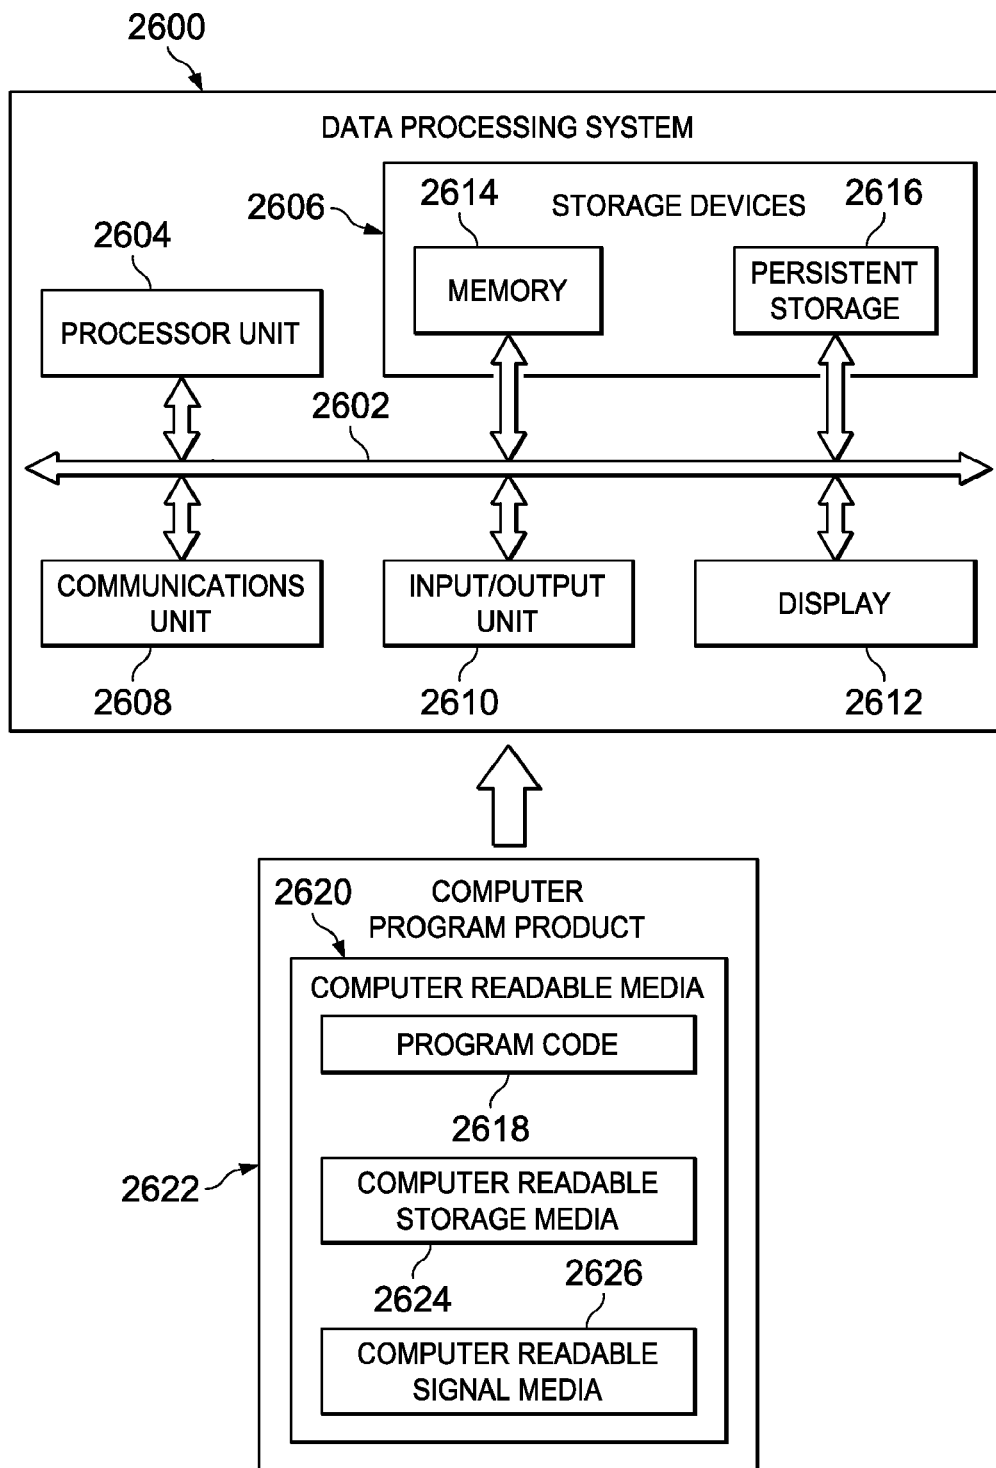 2600
DATA PROCESSING SYSTEM
2606
2614
STORAGE DEVICES
2616
2604
MEMORY
PERSISTENT
STORAGE
PROCESSOR UNIT
2602
COMMUNICATIONS
UNIT
INPUT/OUTPUT
UNIT
DISPLAY
2608
2610
2612
2620
COMPUTER
PROGRAM PRODUCT
COMPUTER READABLE MEDIA
PROGRAM CODE
2618
2622
COMPUTER READABLE
STORAGE MEDIA
2624
2626
COMPUTER READABLE
SIGNAL MEDIA